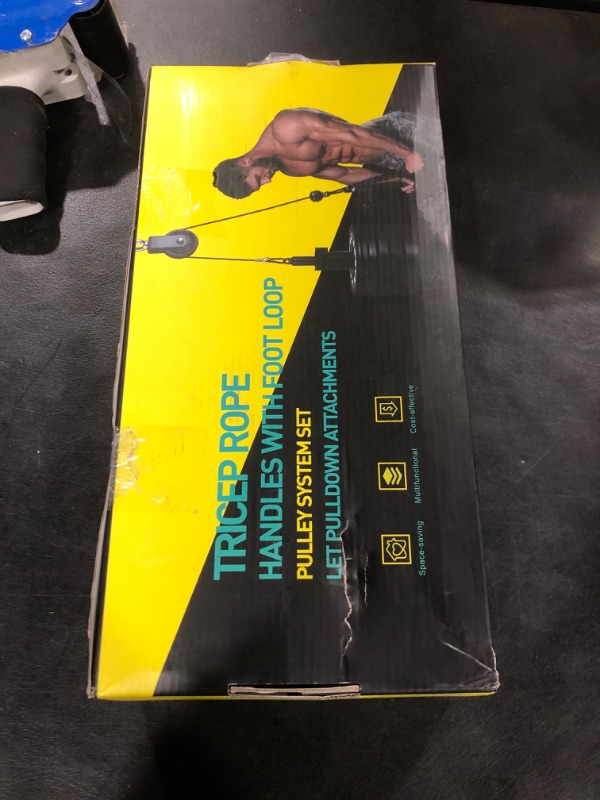 TRICEP ROPE
HANDLES WITH FOOT LOOP
PULLEY SYSTEM SET
LET PULLDOWN ATTACHMENTS
Space-saving
Multifunctional
Cost-effective